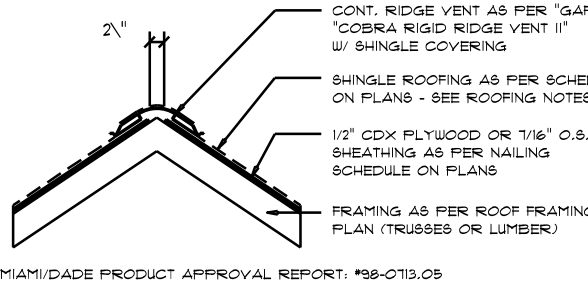 2\"
CONT. RIDGE VENT AS PER "GAF
"COBRA RIGID RIDGE VENT II"
W/ SHINGLE COVERING
SHINGLE ROOFING AS PER SCHED
ON PLANS - SEE ROOFING NOTES
1/2" CDX PLYWOOD OR 7/16" O.S.
SHEATHING AS PER NAILING
SCHEDULE ON PLANS
FRAMING AS PER ROOF FRAMING
PLAN (TRUSSES OR LUMBER)
MIAMI/DADE PRODUCT APPROVAL REPORT: #98-0713.05